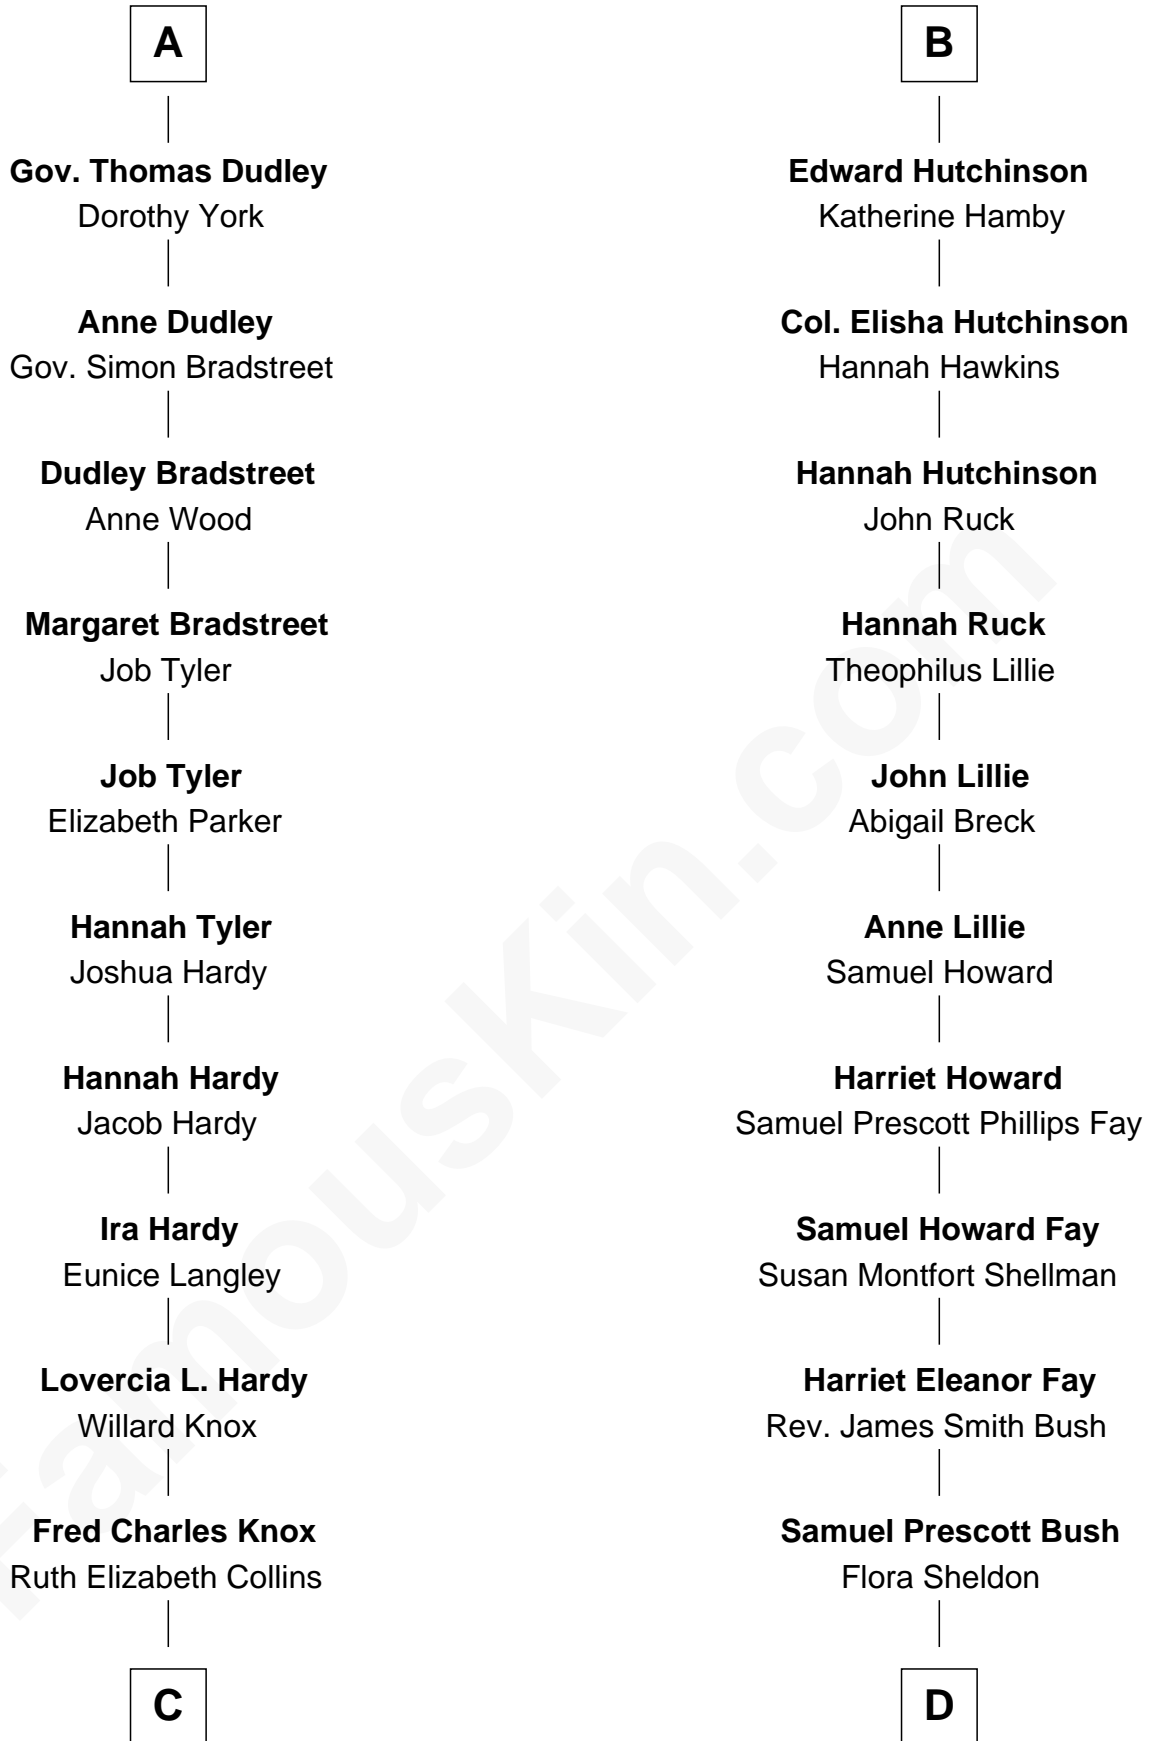 A
Gov. Thomas Dudley
Dorothy York
Anne Dudley
Gov. Simon Bradstreet
Dudley Bradstreet
Anne Wood
Margaret Bradstreet
Job Tyler
Job Tyler
Elizabeth Parker
Hannah Tyler
Joshua Hardy
Hannah Hardy
Jacob Hardy
Ira Hardy
Eunice Langley
Lovercia L. Hardy
Willard Knox
Fred Charles Knox
Ruth Elizabeth Collins
C
B
Edward Hutchinson
Katherine Hamby
Col. Elisha Hutchinson
Hannah Hawkins
Hannah Hutchinson
John Ruck
Hannah Ruck
Theophilus Lillie
John Lillie
Abigail Breck
Anne Lillie
Samuel Howard
Harriet Howard
Samuel Prescott Phillips Fay
Samuel Howard Fay
Susan Montfort Shellman
Harriet Eleanor Fay
Rev. James Smith Bush
Samuel Prescott Bush
Flora Sheldon
D
FamousKin.com